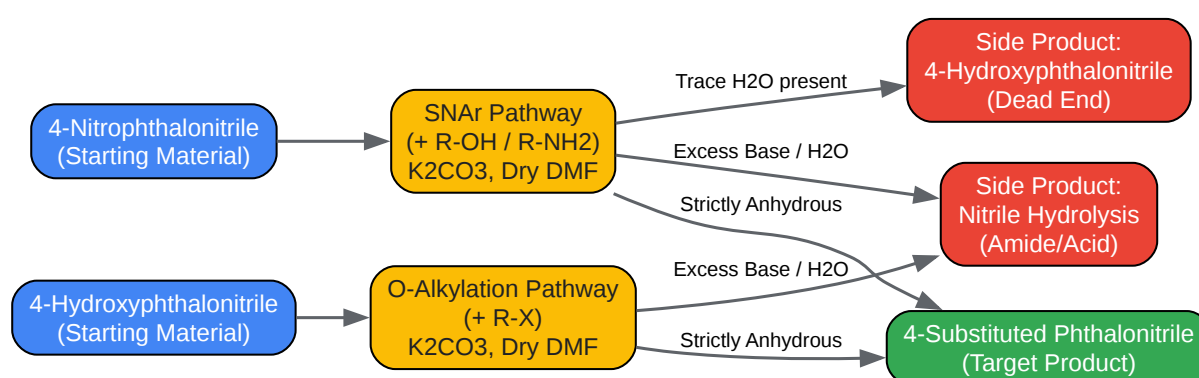 4-Nitrophthalonitrile
(Starting Material)
SNAr Pathway
(+ R-OH / R-NH2)
K2CO3, Dry DMF
Trace H2O present
Side Product:
4-Hydroxyphthalonitrile
(Dead End)
Excess Base / H2O
Side Product:
Nitrile Hydrolysis
(Amide/Acid)
Strictly Anhydrous
4-Hydroxyphthalonitrile
(Starting Material)
O-Alkylation Pathway
(+ R-X)
K2CO3, Dry DMF
Excess Base / H2O
Strictly Anhydrous
4-Substituted Phthalonitrile
(Target Product)